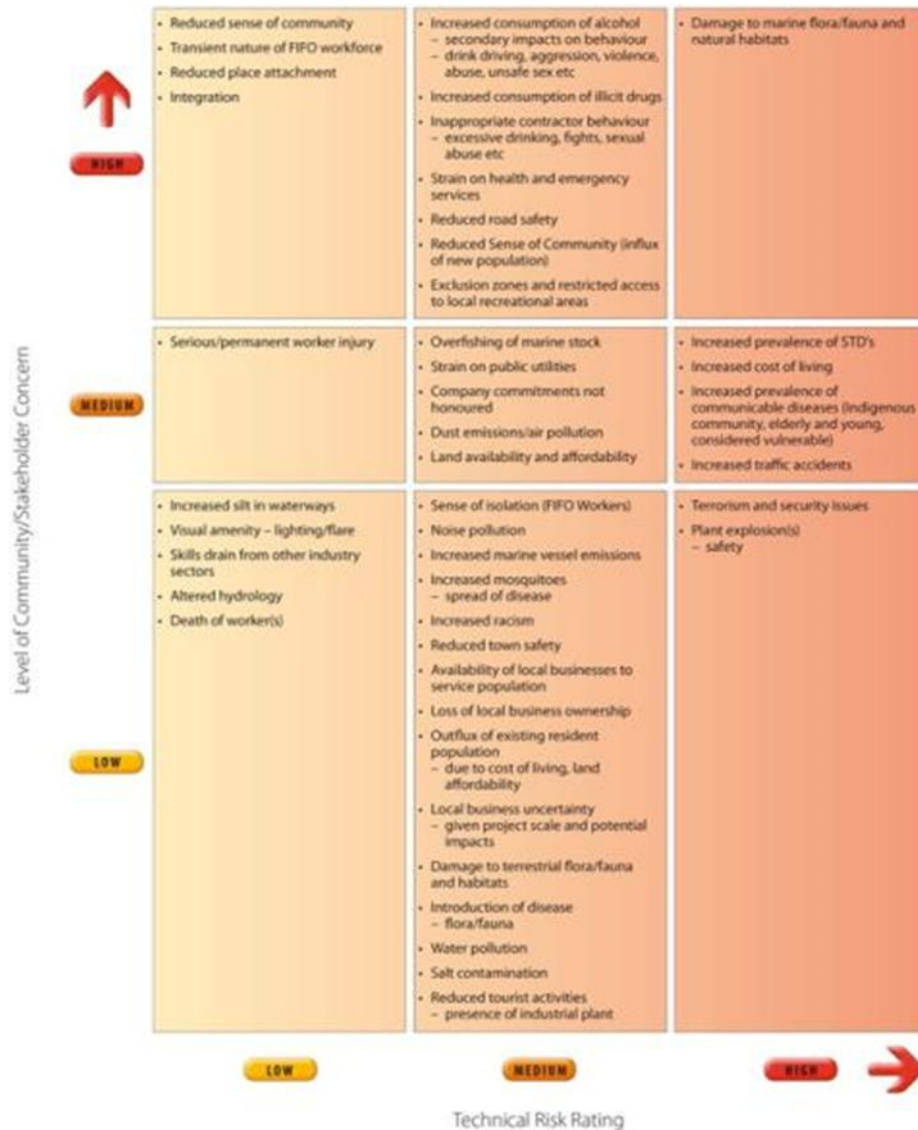 • Reduced sense of community
• Transient nature of FIFO workforce
• Reduced place attachment
• Integration
• Increased consumption of alcohol
– secondary impacts on behaviour
– drink driving, aggression, violence,
abuse, unsafe sex etc
• Increased consumption of illicit drugs
• Inappropriate contractor behaviour
– excessive drinking, fights, sexual
abuse etc
• Strain on health and emergency
services
• Reduced road safety
• Reduced Sense of Community (influx
of new population)
• Exclusion zones and restricted access
to local recreational areas
• Damage to marine flora/fauna and
natural habitats
HIGH
• Serious/permanent worker injury
• Overfishing of marine stock
• Strain on public utilities
• Company commitments not
honoured
• Dust emissions/air pollution
• Land availability and affordability
• Increased prevalence of STD's
• Increased cost of living
• Increased prevalence of
communicable diseases (Indigenous
community, elderly and young,
considered vulnerable)
• Increased traffic accidents
MEDIUM
Level of Community/Stakeholder Concern
• Increased silt in waterways
• Visual amenity – lighting/flare
• Skills drain from other industry
sectors
• Altered hydrology
• Death of worker(s)
• Sense of isolation (FIFO Workers)
• Noise pollution
• Increased marine vessel emissions
• Increased mosquitoes
– spread of disease
• Increased racism
• Reduced town safety
• Availability of local businesses to
service population
• Loss of local business ownership
• Outflux of existing resident
population
– due to cost of living, land
affordability
• Local business uncertainty
– given project scale and potential
impacts
• Damage to terrestrial flora/fauna
and habitats
• Introduction of disease
– flora/fauna
• Water pollution
• Salt contamination
• Reduced tourist activities
– presence of industrial plant
• Terrorism and security issues
• Plant explosion(s)
– safety
LOW
LOW
MEDIUM
HIGH
Technical Risk Rating